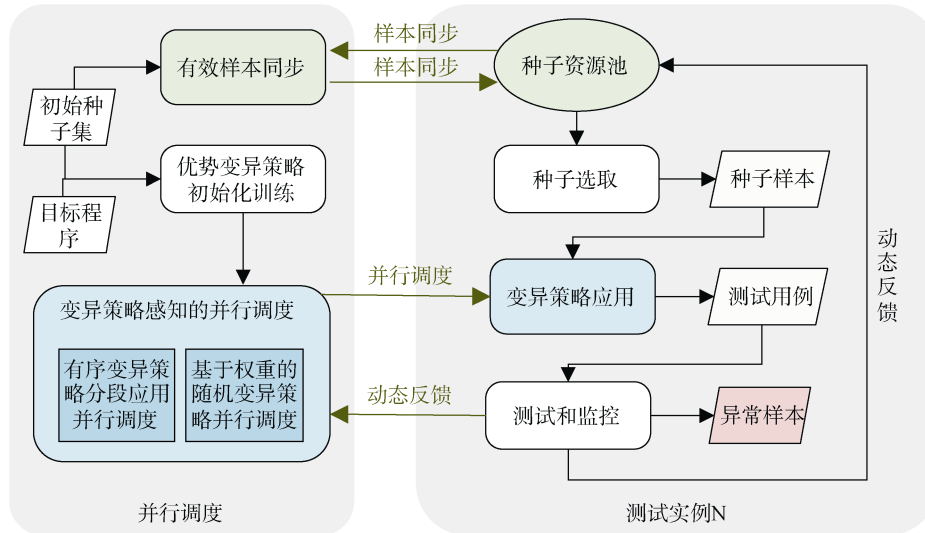 样本同步
有效样本同步
样本同步
种子资源池
初始种
子集
优势变异策略
初始化训练
种子选取
种子样本
目标程
序
动
态
反
馈
并行调度
变异策略感知的并行调度
变异策略应用
测试用例
有序变异策
略分段应用
并行调度
基于权重的
随机变异策
略并行调度
动态反馈
测试和监控
异常样本
并行调度
测试实例N